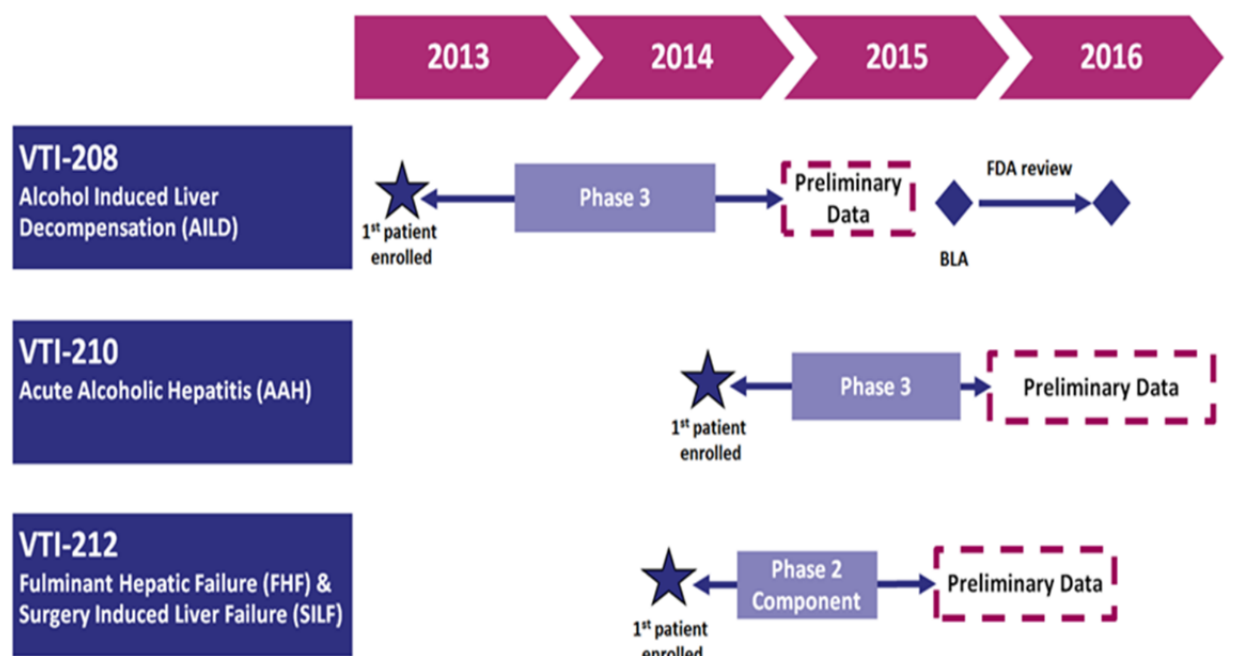 2013 2014 2015 2016
VTI-208
Alcohol Induced Liver
Decompensation (AILD)
1st patient
enrolled
Phase 3
Preliminary
Data
FDA review
BLA
VTI-210
Acute Alcoholic Hepatitis (AAH)
1st patient
enrolled
Phase 3
Preliminary Data
VTI-212
Fulminant Hepatic Failure (FHF) &
Surgery Induced Liver Failure (SILF)
1st patient
enrolled
Phase 2
Component
Preliminary Data